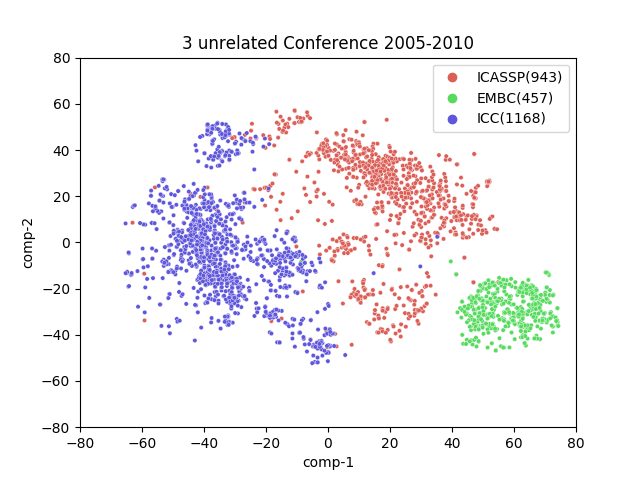 3 unrelated Conference 2005-2010
80
60
40
20
0
−20
−40
−60
−80
comp-2
ICASSP(943)
EMBC(457)
ICC(1168)
−80 −60 −40 −20 0 20 40 60 80
comp-1